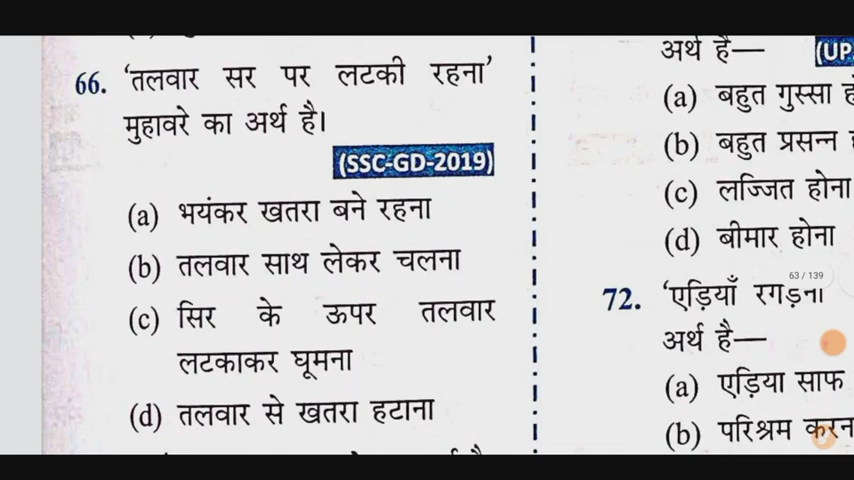 66. 'तलवार सर पर लटकी रहना'
मुहावरे का अर्थ है।
(SSC-GD-2019)
(a) भयंकर खतरा बने रहना
(b) तलवार साथ लेकर चलना
(c) सिर के ऊपर तलवार
लटकाकर घूमना
(d) तलवार से खतरा हटाना
अर्थ है— (UP
(a) बहुत गुस्सा
(b) बहुत प्रसन्न
(c) लज्जित होना
(d) बीमार होना
63 / 139
72. 'एड़ियाँ रगड़ना
अर्थ है—
(a) एड़िया साफ
(b) परिश्रम करन